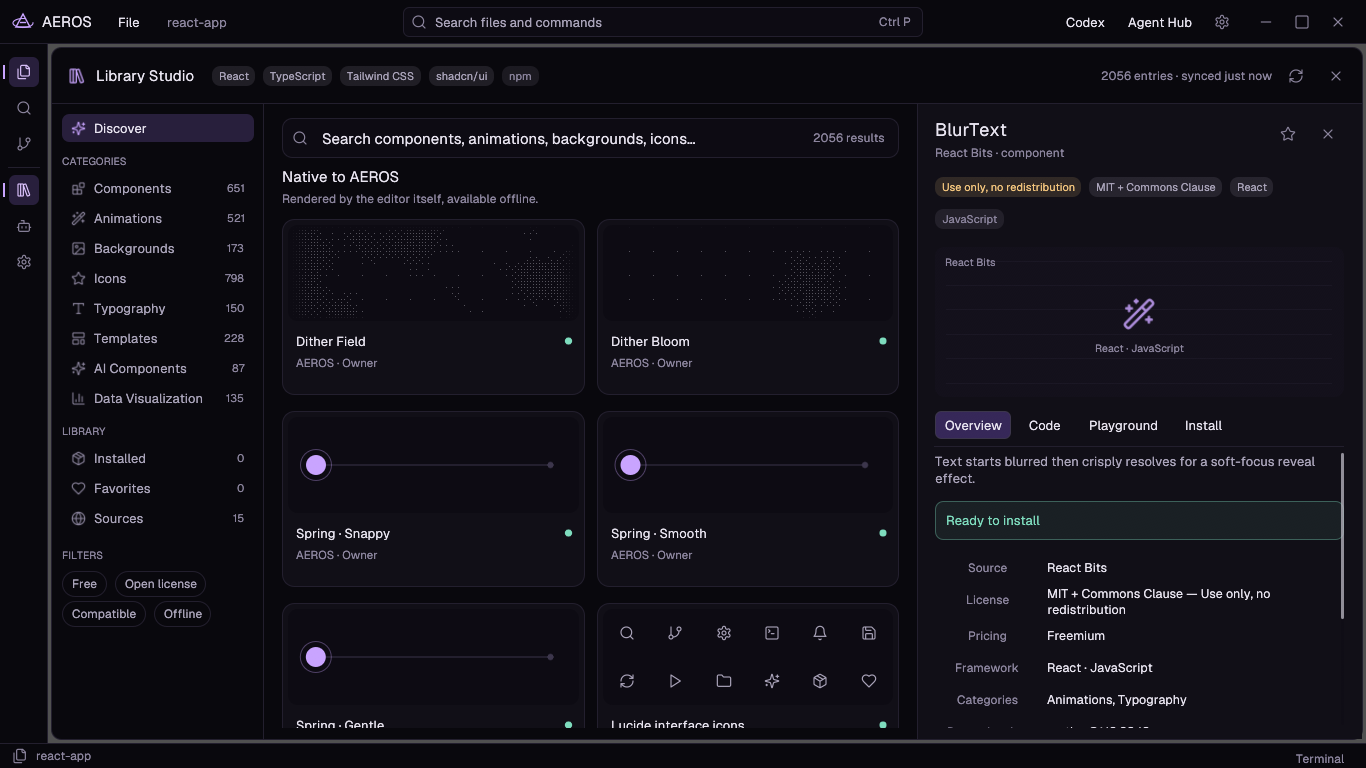 AEROS File react-app Search files and commands Ctrl P Codex Agent Hub
Library Studio React TypeScript Tailwind CSS shadcn/ui npm 2056 entries · synced just now
Discover
CATEGORIES
Components 651
Animations 521
Backgrounds 173
Icons 798
Typography 150
Templates 228
AI Components 87
Data Visualization 135
LIBRARY
Installed 0
Favorites 0
Sources 15
FILTERS
Free Open license
Compatible Offline
Search components, animations, backgrounds, icons... 2056 results
Native to AEROS
Rendered by the editor itself, available offline.
Dither Field
AEROS · Owner
Dither Bloom
AEROS · Owner
Spring · Snappy
AEROS · Owner
Spring · Smooth
AEROS · Owner
Spring · Gentle
Lucide interface icons
BlurText
React Bits · component
Use only, no redistribution MIT + Commons Clause React
JavaScript
React Bits
React · JavaScript
Overview Code Playground Install
Text starts blurred then crisply resolves for a soft-focus reveal
effect.
Ready to install
Source React Bits
License MIT + Commons Clause — Use only, no
redistribution
Pricing Freemium
Framework React · JavaScript
Categories Animations, Typography
react-app Terminal